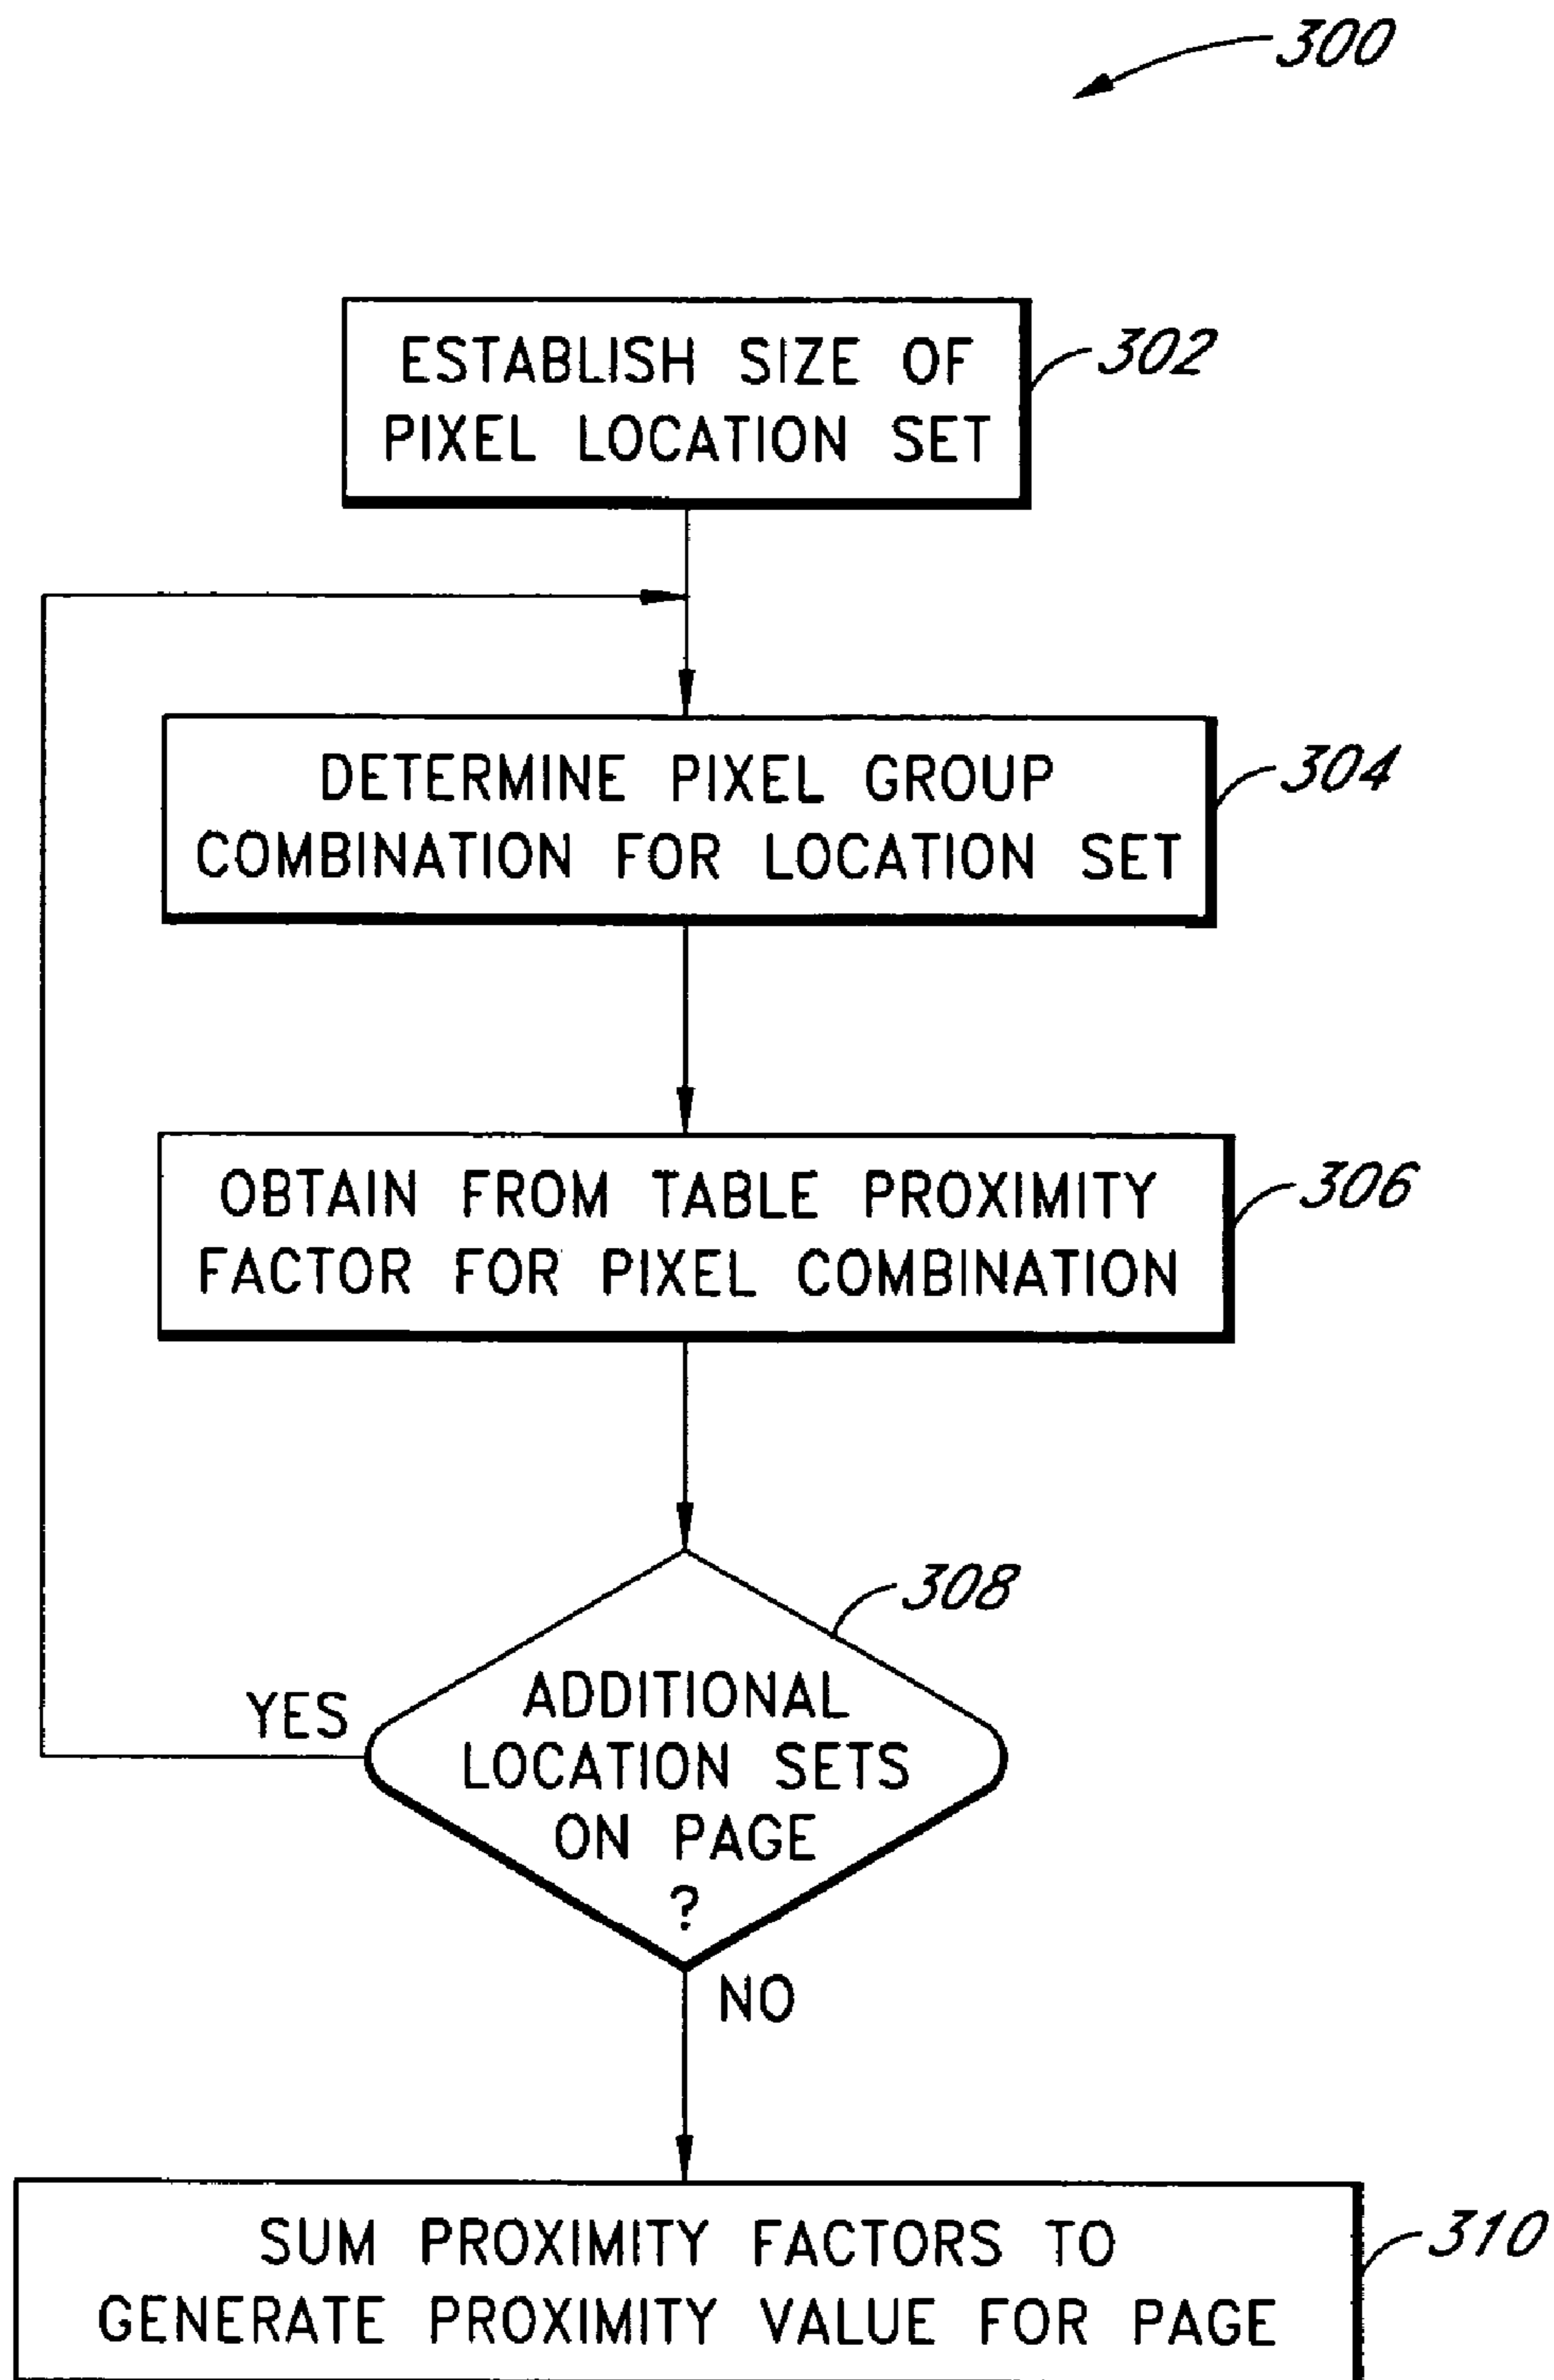 300
ESTABLISH SIZE OF
PIXEL LOCATION SET
302
DETERMINE PIXEL GROUP
COMBINATION FOR LOCATION SET
304
OBTAIN FROM TABLE PROXIMITY
FACTOR FOR PIXEL COMBINATION
306
308
ADDITIONAL
LOCATION SETS
ON PAGE
?
YES
NO
SUM PROXIMITY FACTORS TO
GENERATE PROXIMITY VALUE FOR PAGE
310